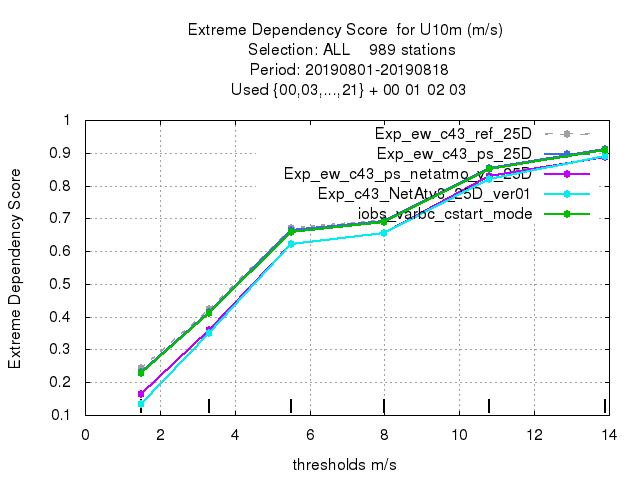 Extreme Dependency Score for U10m (m/s)
Selection: ALL 989 stations
Period: 20190801-20190818
Used {00,03,...,21} + 00 01 02 03
Extreme Dependency Score
1
0.9
0.8
0.7
0.6
0.5
0.4
0.3
0.2
0.1
Exp_ew_c43_ref_25D
Exp_ew_c43_ps_25D
Exp_ew_c43_ps_netatmo_v1_25D
Exp_c43_NetAtv3_25D_ver01
iobs_varbc_cstart_mode
0 2 4 6 8 10 12 14
thresholds m/s